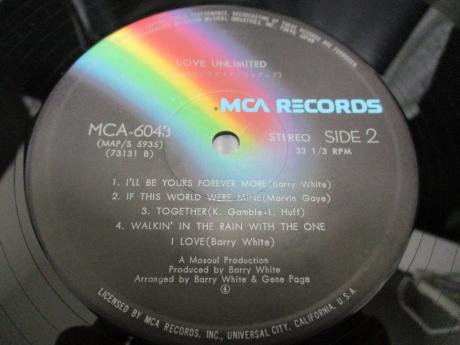 LOVE UNLIMITED
MCA RECORDS
MCA-6043
(MAP/S 5935)
(73131 B)
STEREO SIDE 2
33 1/3 RPM
1. I'LL BE YOURS FOREVER MORE(Barry White)
2. IF THIS WORLD WERE MINE(Marvin Gaye)
3. TOGETHER(K. Gamble-L. Huff)
4. WALKIN' IN THE RAIN WITH THE ONE
I LOVE(Barry White)
A Mosoul Production
Produced by Barry White
Arranged by Barry White & Gene Page
LICENSED BY MCA RECORDS, INC., UNIVERSAL CITY, CALIFORNIA, U.S.A.